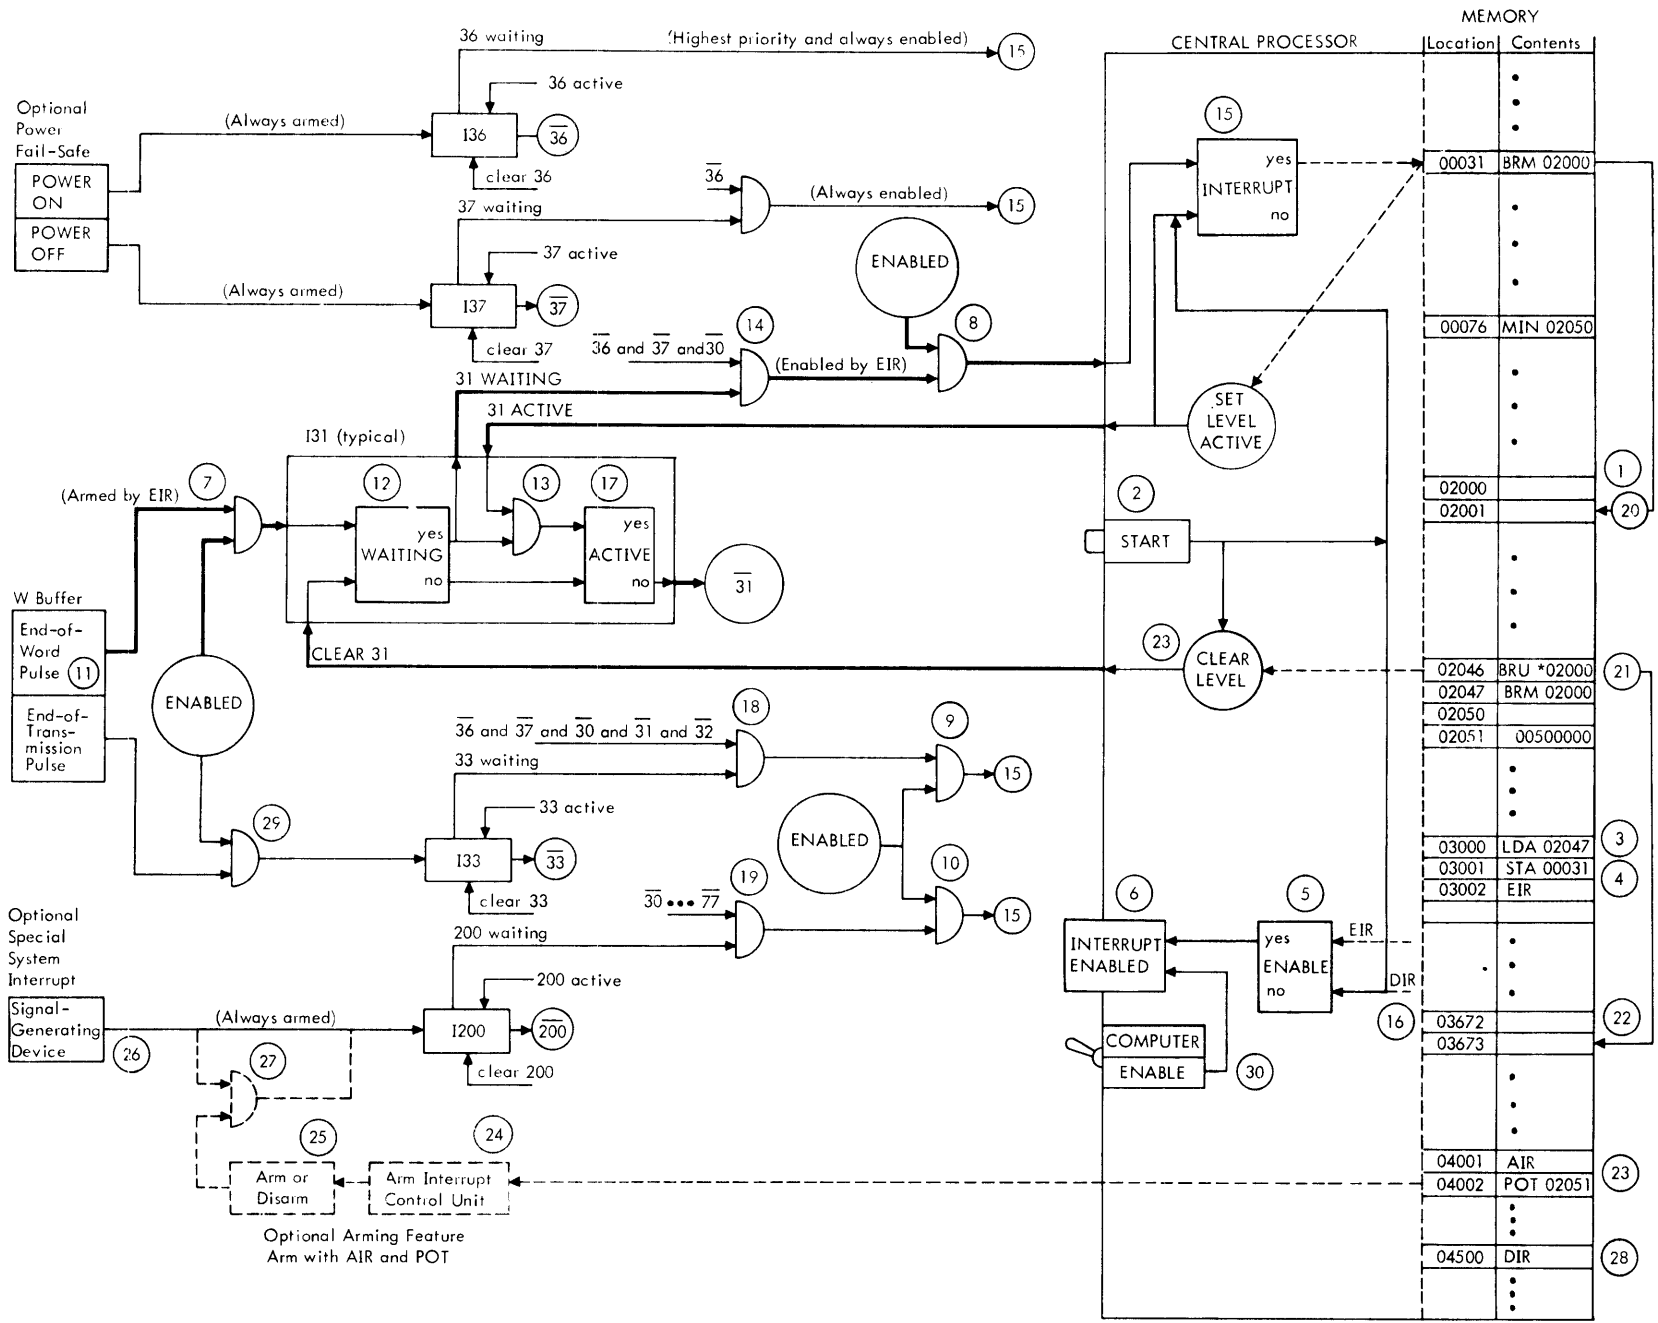 MEMORY
CENTRAL PROCESSOR
Location Contents
36 waiting
(Highest priority and always enabled)
15
36 active
Optional
Power
Fail-Safe
(Always armed)
I36
36
15
POWER
ON
clear 36
36
yes
INTERRUPT
no
00031 BRM 02000
(Always enabled)
15
37 waiting
POWER
OFF
37 active
ENABLED
(Always armed)
I37
37
14
8
00076 MIN 02050
clear 37
36 and 37 and 30
(Enabled by EIR)
31 WAITING
31 ACTIVE
SET
LEVEL
ACTIVE
I31 (typical)
1
(Armed by EIR)
7
12
13
17
2
02000
02001
20
yes
WAITING
no
yes
ACTIVE
no
START
31
W Buffer
End-of-
Word
Pulse 11
CLEAR 31
23
CLEAR
LEVEL
02046 BRU *02000
21
02047 BRM 02000
02050
02051 00500000
ENABLED
End-of-
Trans-
mission
Pulse
36 and 37 and 30 and 31 and 32
18
9
33 waiting
15
33 active
ENABLED
29
I33
33
3
03000 LDA 02047
03001 STA 00031
4
03002 EIR
clear 33
30 ••• 77
19
10
15
6
5
Optional
Special
System
Interrupt
200 waiting
INTERRUPT
ENABLED
yes
ENABLE
no
EIR
DIR
16
200 active
Signal-
Generating
Device
(Always armed)
I200
200
22
03672
03673
26
27
clear 200
COMPUTER
ENABLE
30
25
24
Arm or
Disarm
Arm Interrupt
Control Unit
04001 AIR
04002 POT 02051
23
Optional Arming Feature
Arm with AIR and POT
04500 DIR
28